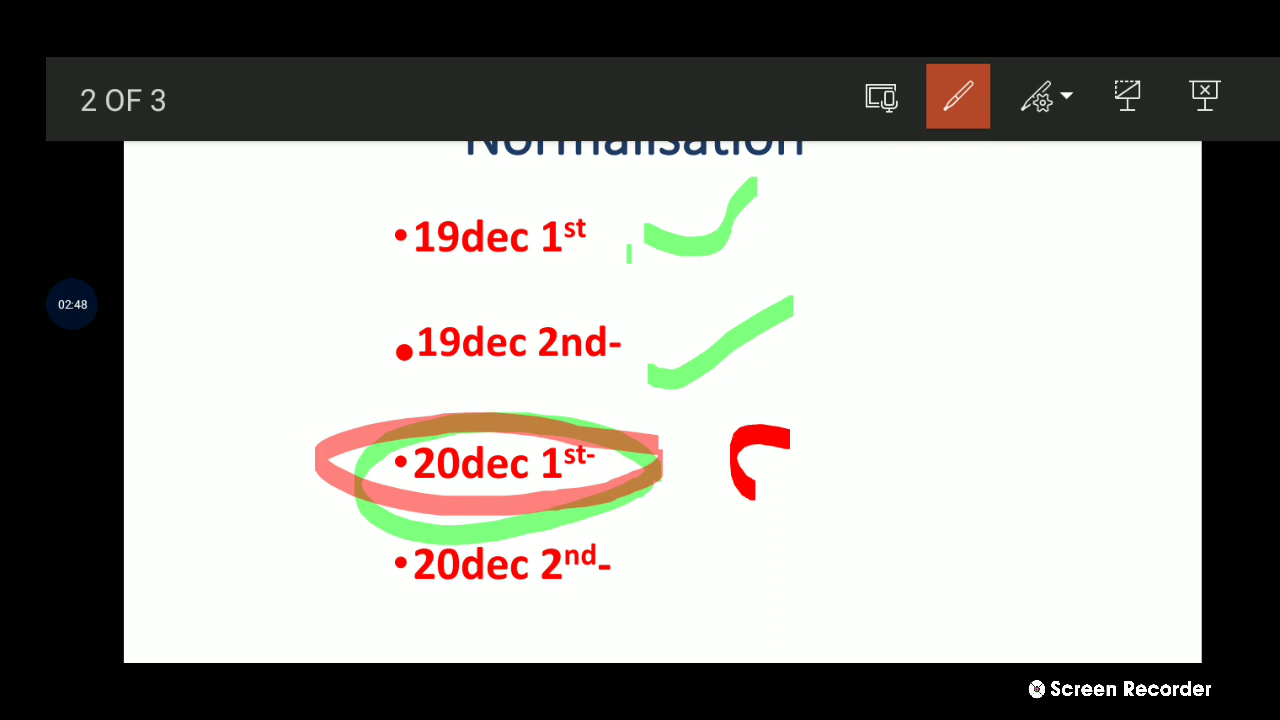 2 OF 3
Normalisation
•19dec 1st
•19dec 2nd-
02:48
•20dec 1st-
•20dec 2nd-
Screen Recorder